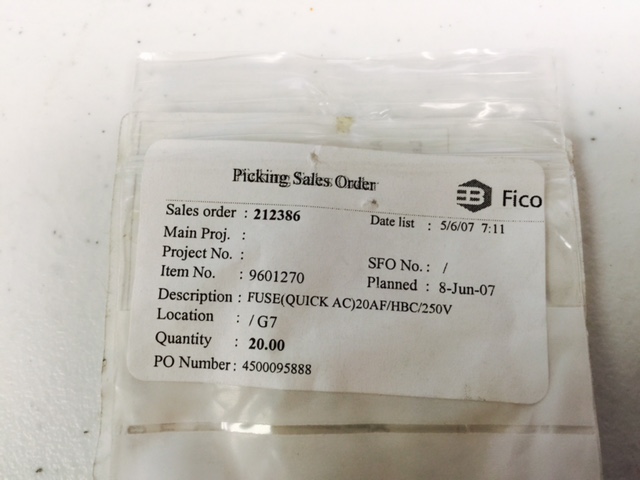 Picking Sales Order
Fico
Sales order : 212386
Date list : 5/6/07 7:11
Main Proj. :
Project No. :
SFO No. : /
Item No. : 9601270
Planned : 8-Jun-07
Description : FUSE(QUICK AC)20AF/HBC/250V
Location : / G7
Quantity : 20.00
PO Number : 4500095888